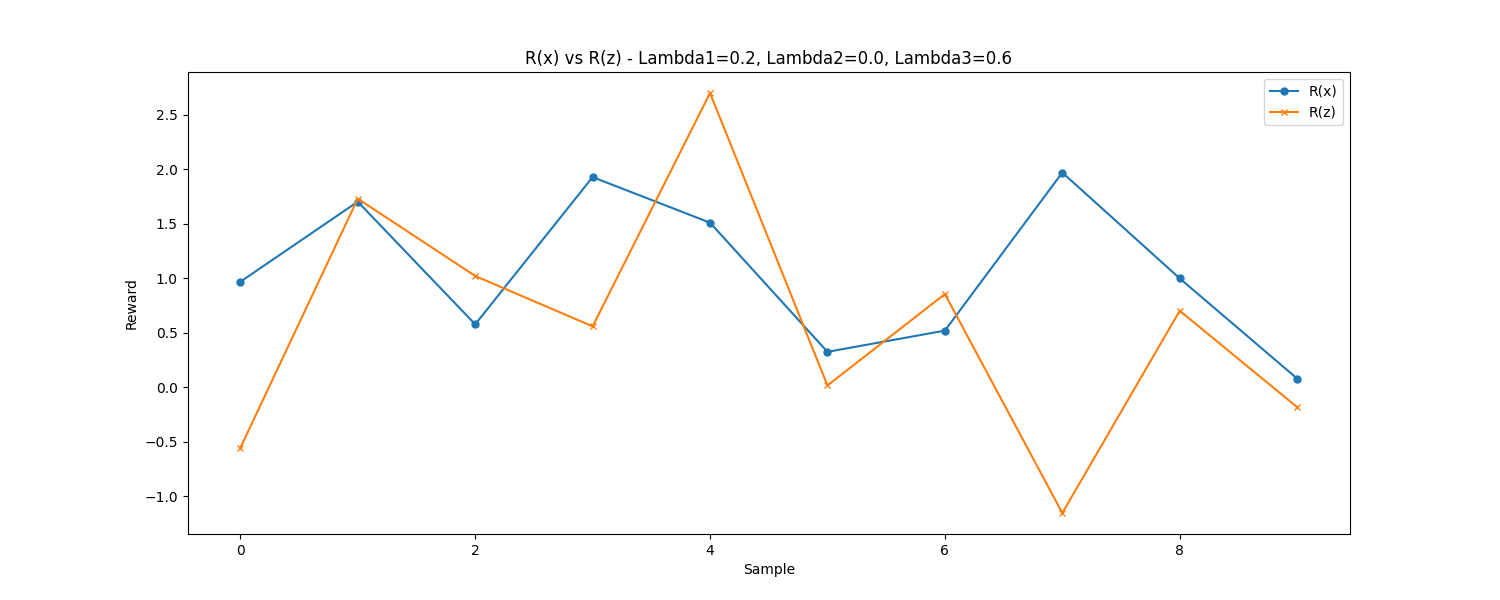 R(x) vs R(z) - Lambda1=0.2, Lambda2=0.0, Lambda3=0.6
R(x)
R(z)
2.5
2.0
1.5
1.0
0.5
0.0
−0.5
−1.0
Reward
0 2 4 6 8
Sample